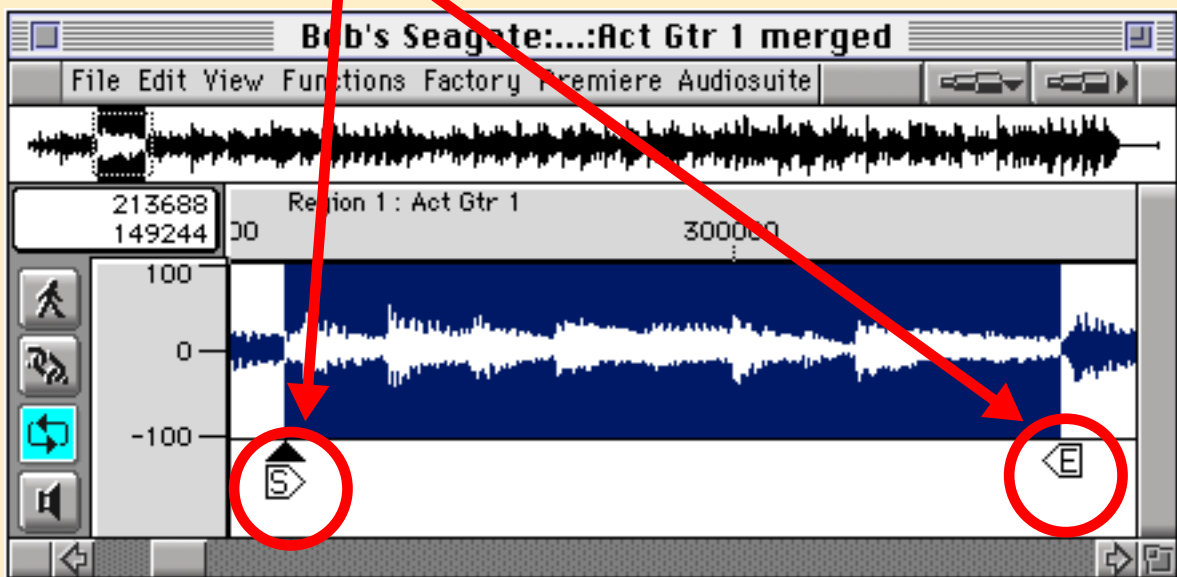 Bob's Seagate:...:Act Gtr 1 merged
File Edit View Functions Factory Premiere Audiosuite
213688
149244
Region 1 : Act Gtr 1
00 300000
100
0
-100
S E